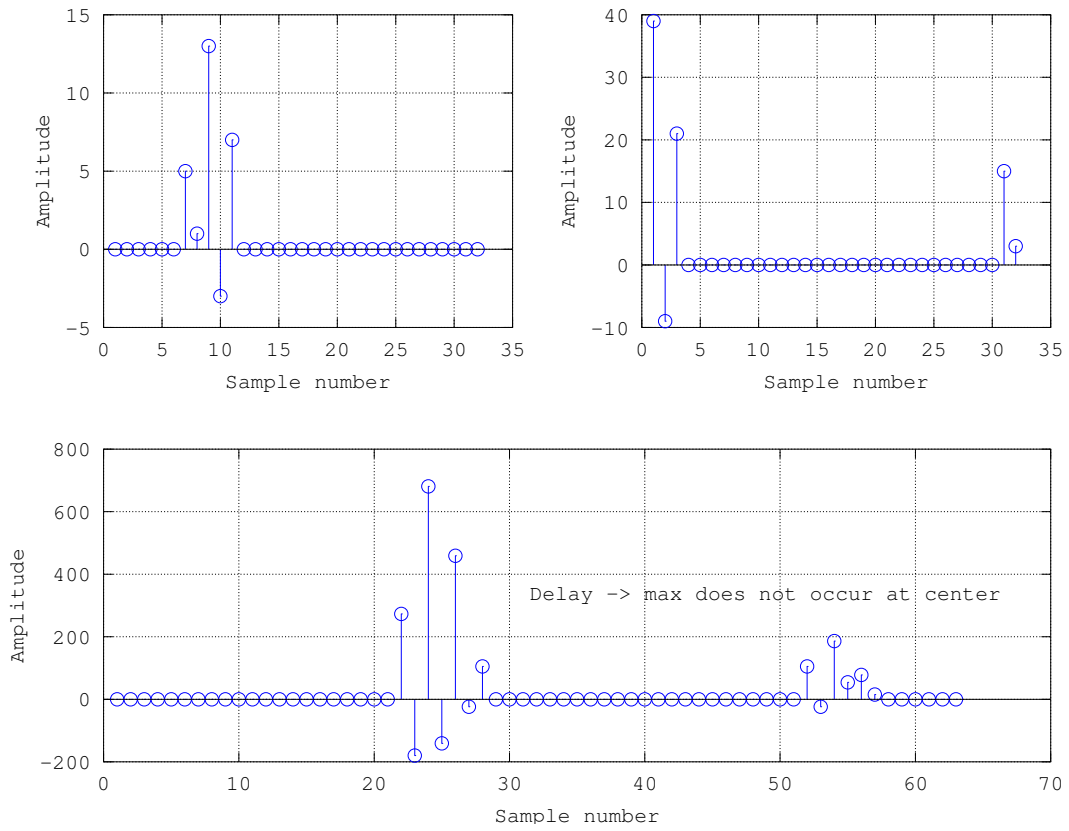 15
10
5
0
-5
Amplitude
0 5 10 15 20 25 30 35
Sample number
40
30
20
10
0
-10
Amplitude
0 5 10 15 20 25 30 35
Sample number
800
600
400
200
0
-200
Amplitude
Delay -> max does not occur at center
0 10 20 30 40 50 60 70
Sample number